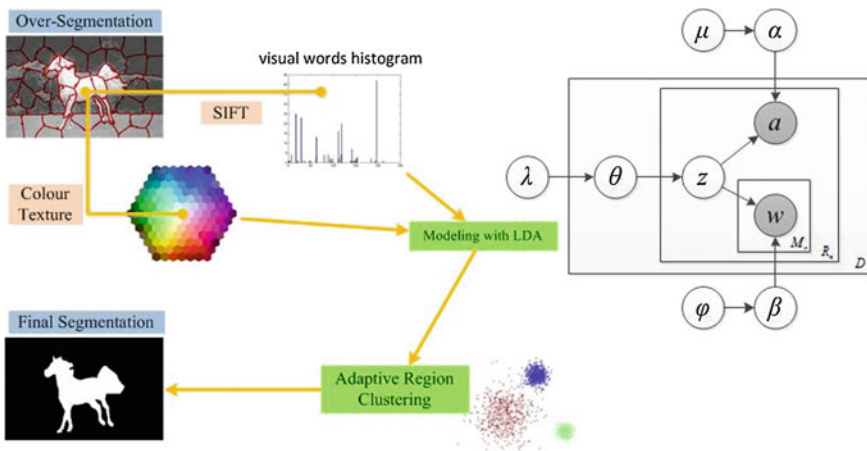 Over-Segmentation
visual words histogram
SIFT
Colour
Texture
Modeling with LDA
Final Segmentation
Adaptive Region
Clustering
μ
α
a
λ
θ
z
w
D
φ
β